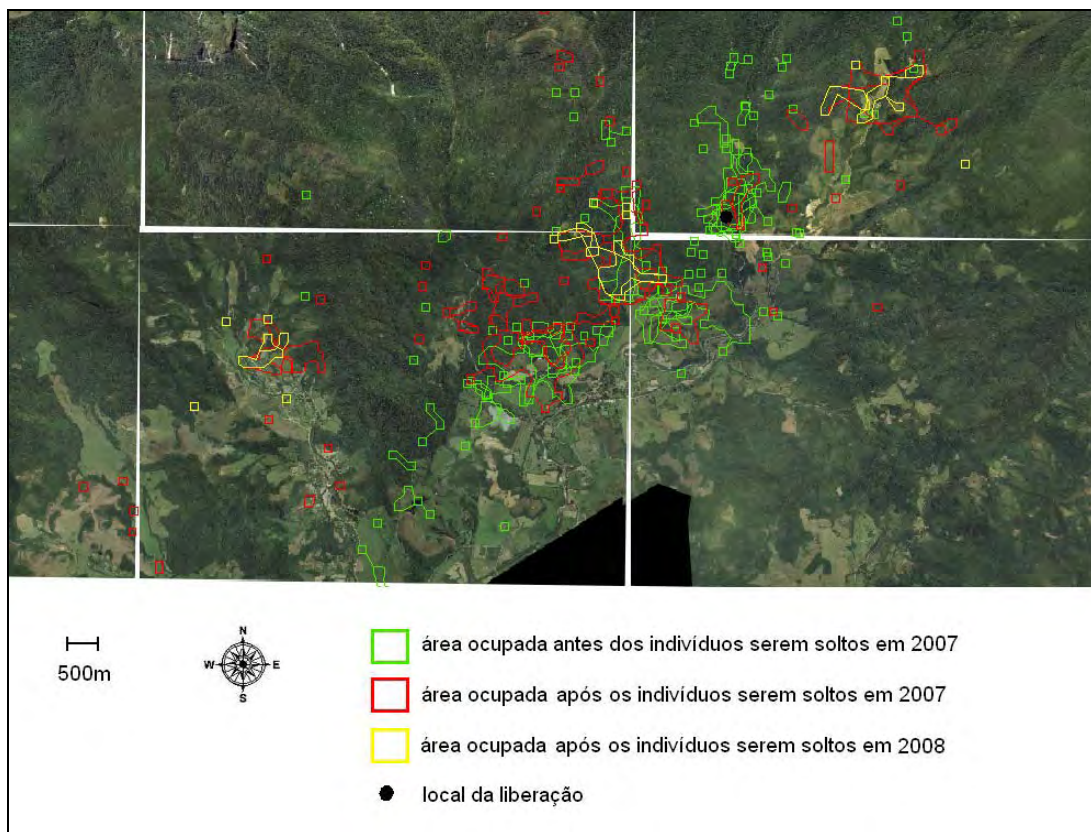 500m
N
W
E
S
área ocupada antes dos indivíduos serem soltos em 2007
área ocupada após os indivíduos serem soltos em 2007
área ocupada após os indivíduos serem soltos em 2008
local da liberação